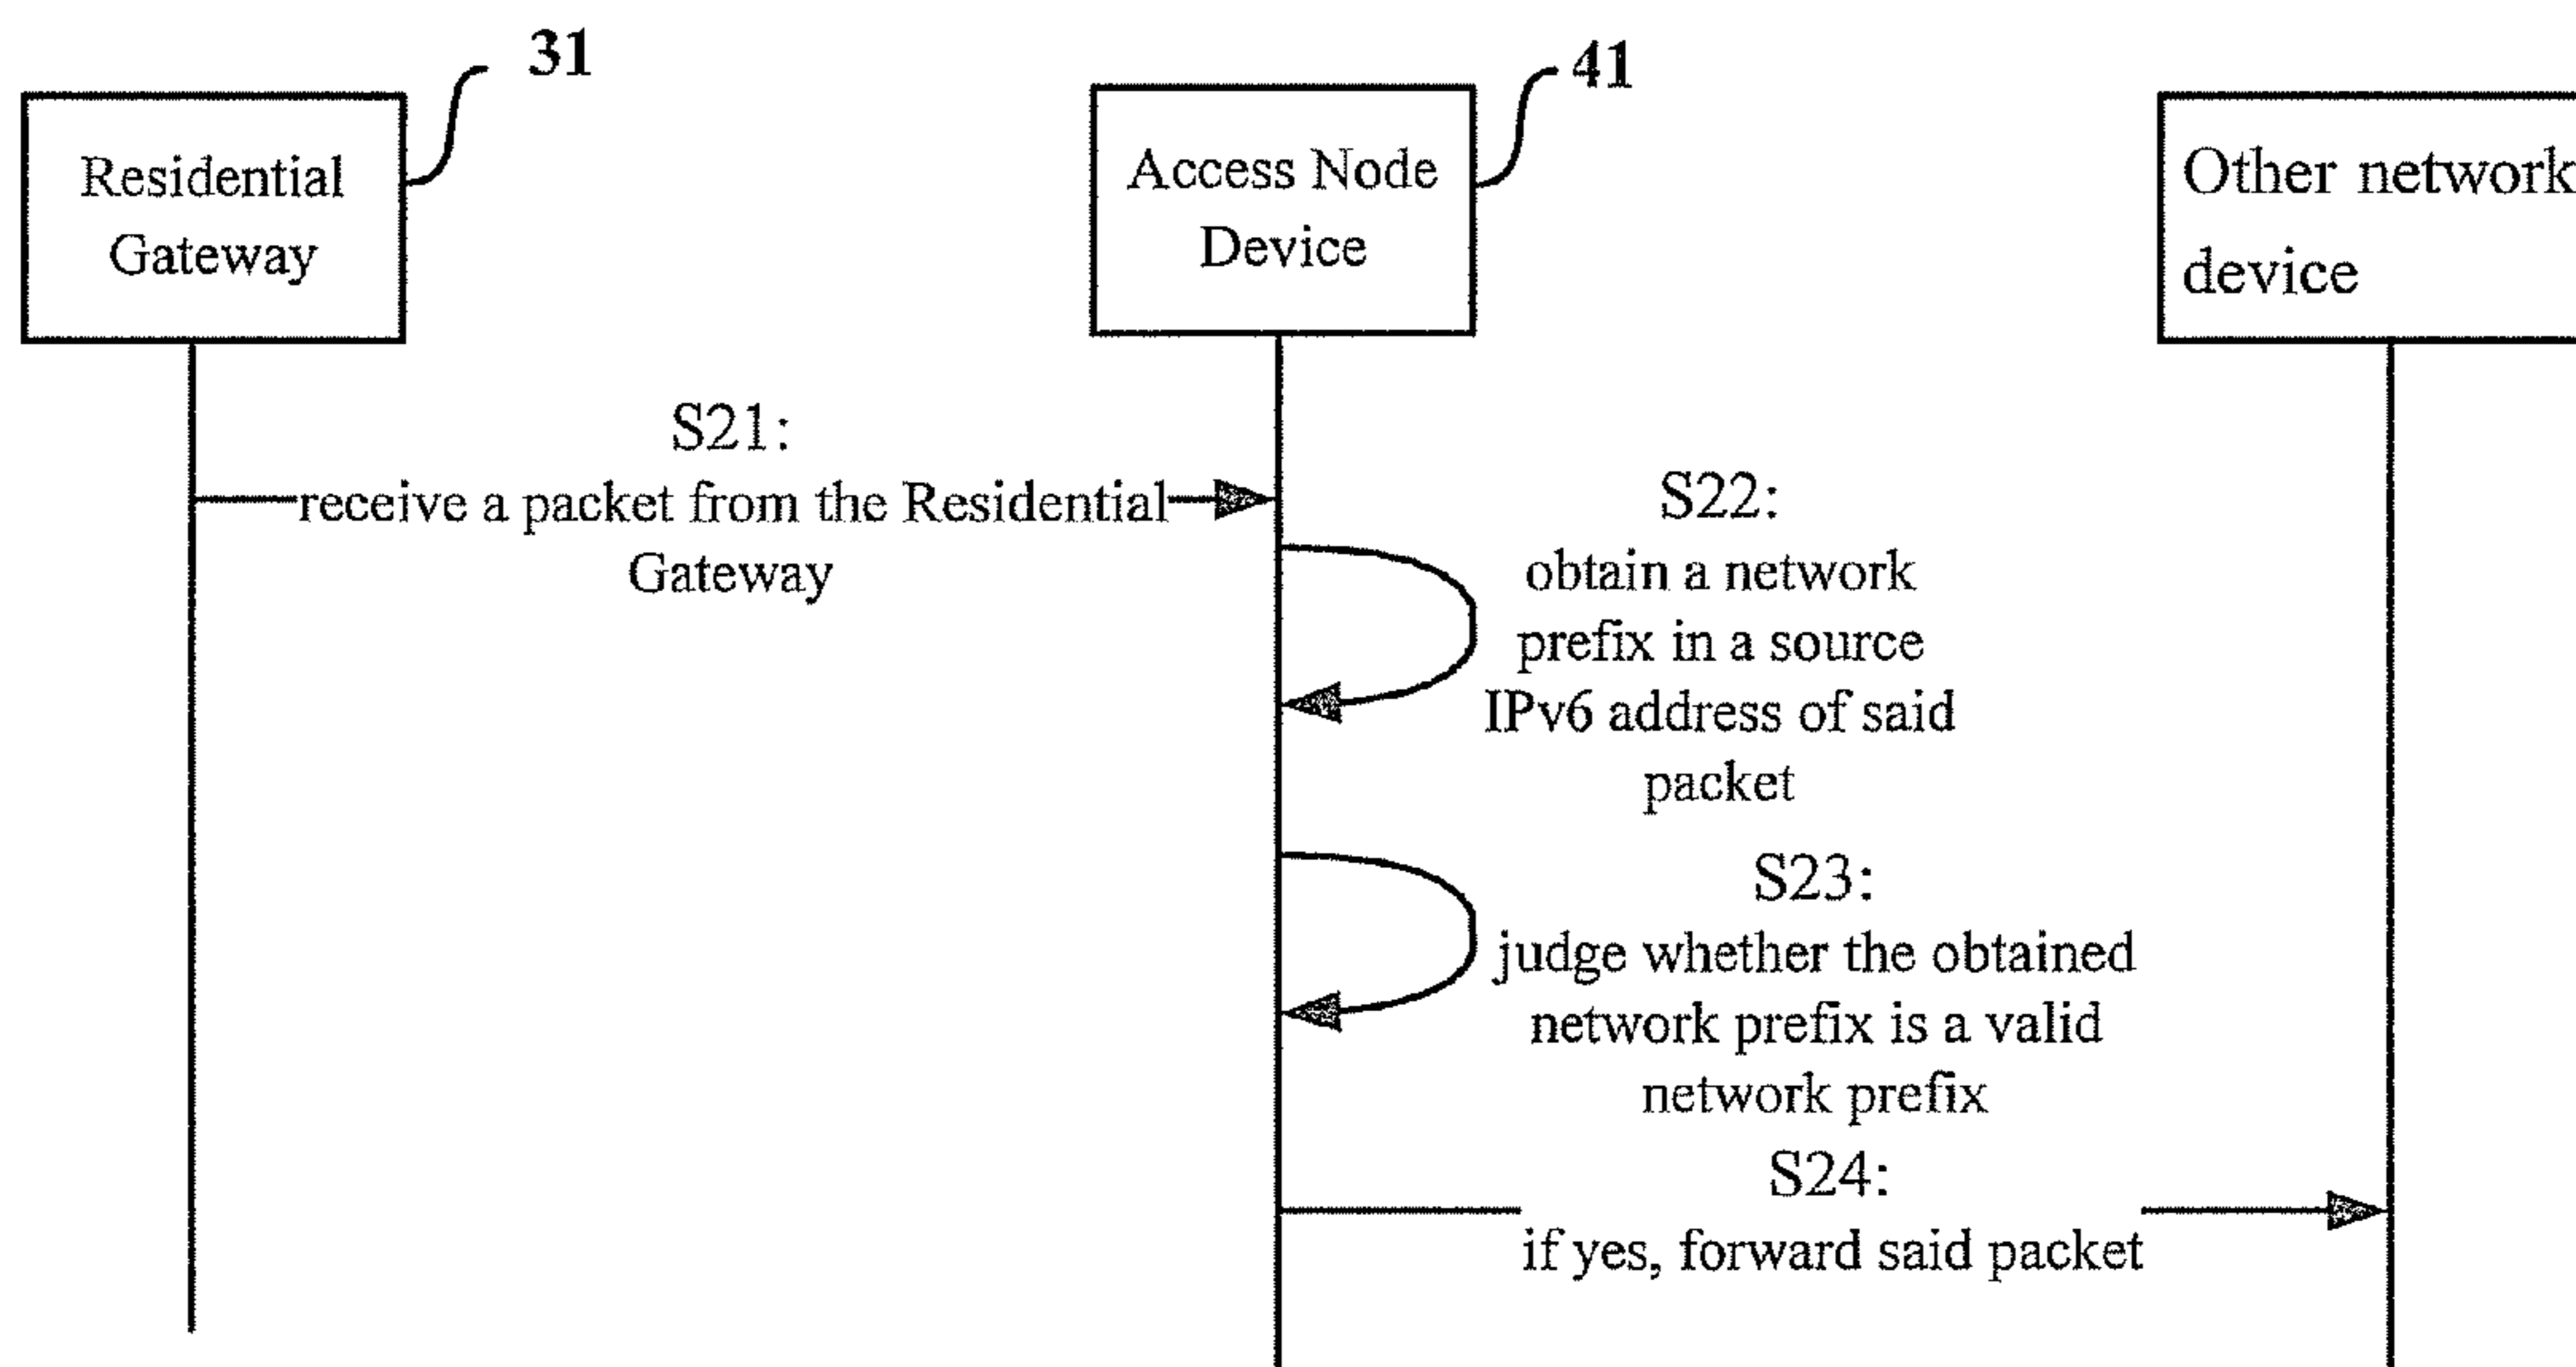 31
41
Residential
Gateway
Access Node
Device
Other network
device
S21:
receive a packet from the Residential
Gateway
S22:
obtain a network
prefix in a source
IPv6 address of said
packet
S23:
judge whether the obtained
network prefix is a valid
network prefix
S24:
if yes, forward said packet